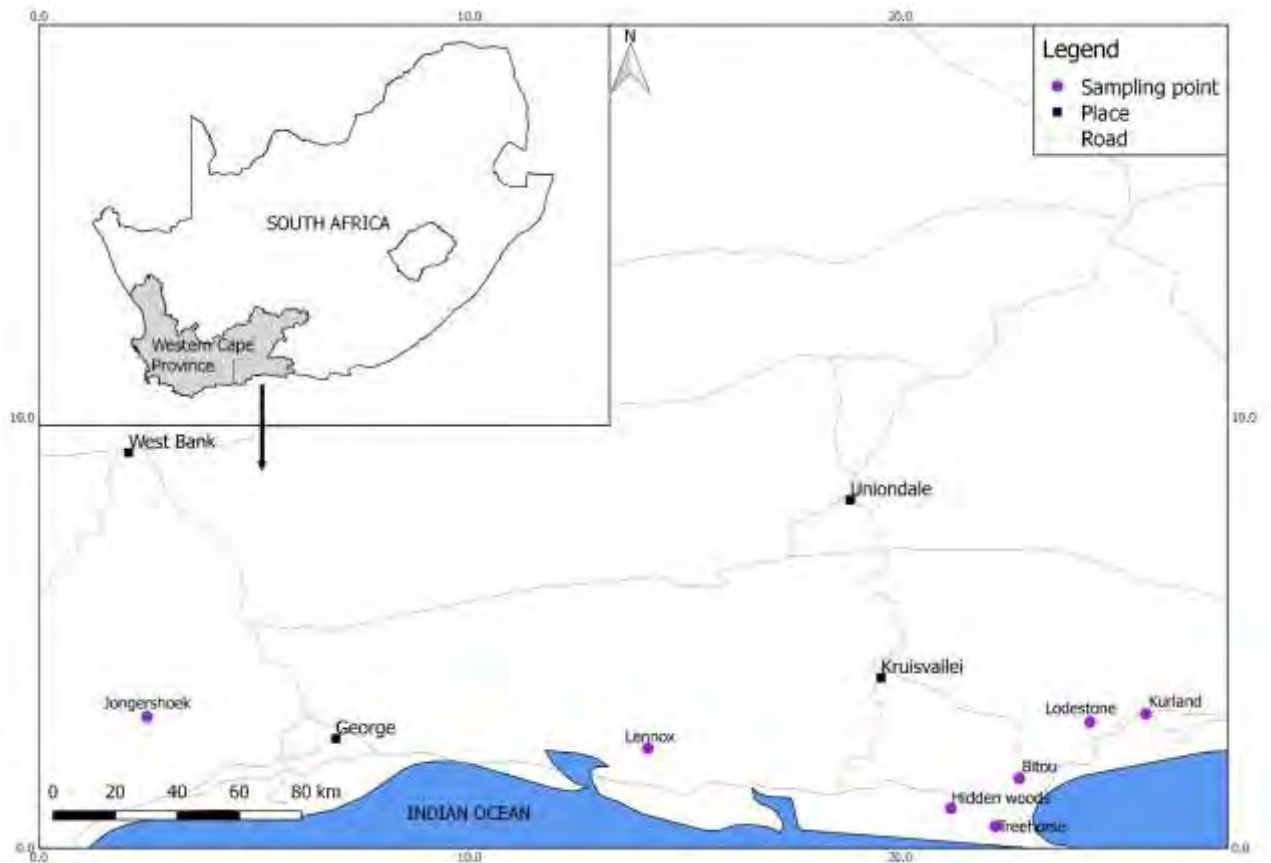 0.0
10.0
20.0
N
Legend
Sampling point
Place
Road
SOUTH AFRICA
Western Cape
Province
10.0
10.0
West Bank
Uniondale
Kruisvallei
Jongershoek
George
Lennox
Lodestone
Kurland
Bitou
Hidden woods
Treehorse
0 20 40 60 80 km
INDIAN OCEAN
0.0
0.0
10.0
20.0
0.0